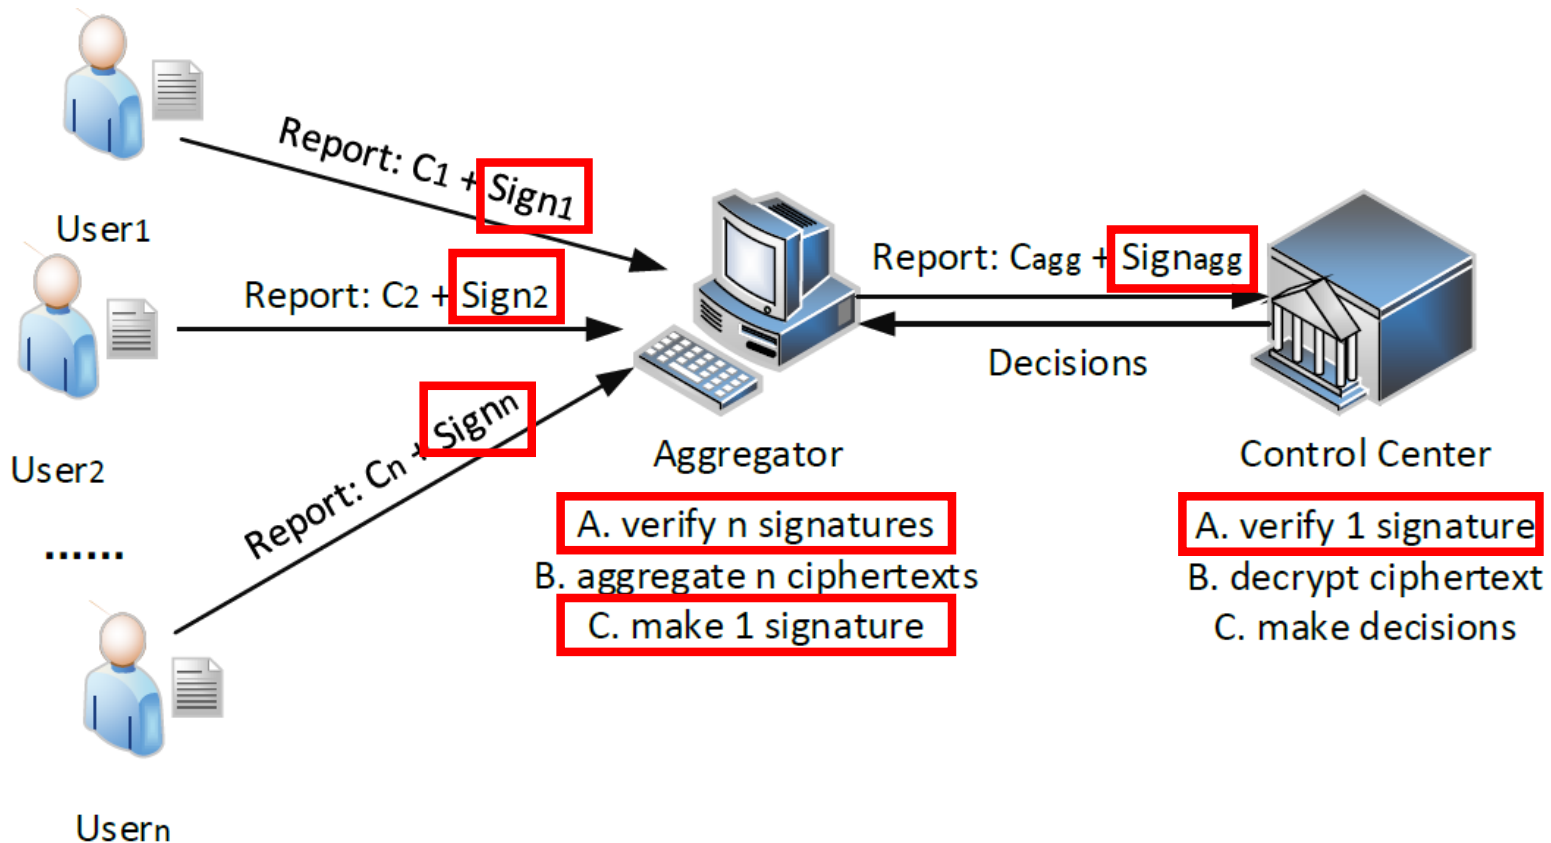 Report: C1 + Sign1
User1
Report: C2 + Sign2
User2
......
Report: Cn + Signn
Usern
Aggregator
A. verify n signatures
B. aggregate n ciphertexts
C. make 1 signature
Report: Cagg + Signagg
Decisions
Control Center
A. verify 1 signature
B. decrypt ciphertext
C. make decisions